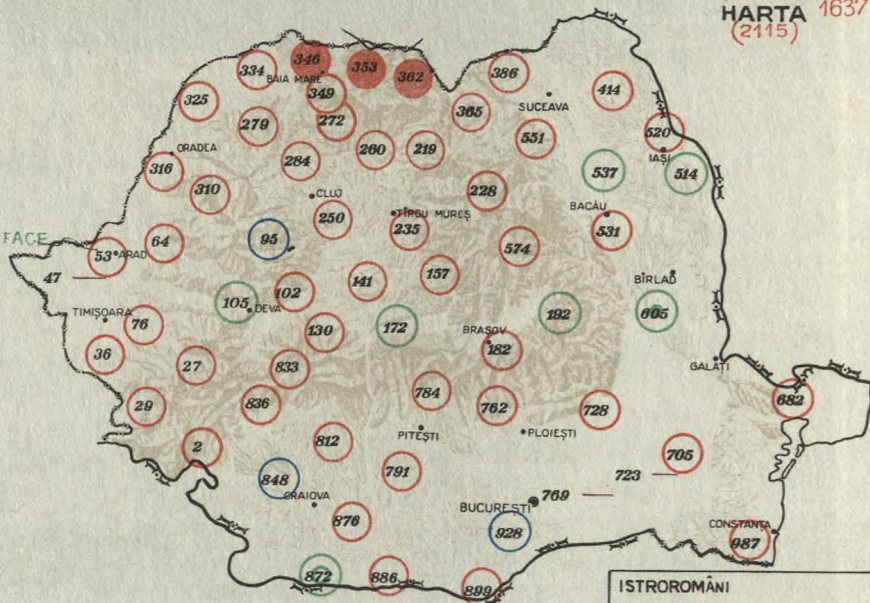 HARTA 1637
(2115)
346
353
362
386
334
BAIA MARE
349
325
414
365
SUCEAVA
272
279
520
551
ORADEA
260
219
IAȘI
284
316
537
514
310
228
CLUJ
250
TÎRGU MUREȘ
BACĂU
235
531
FACE
95
64
574
53
ARAD
47
157
141
BÎRLAD
102
105
DEVA
TIMIȘOARA
76
172
192
605
130
BRAȘOV
182
36
27
833
GALAȚI
784
836
29
762
728
682
PITEȘTI
PLOIEȘTI
2
812
705
791
723
848
CRAIOVA
769
BUCUREȘTI
876
928
CONSTANȚA
987
872
886
899
ISTROROMÂNI